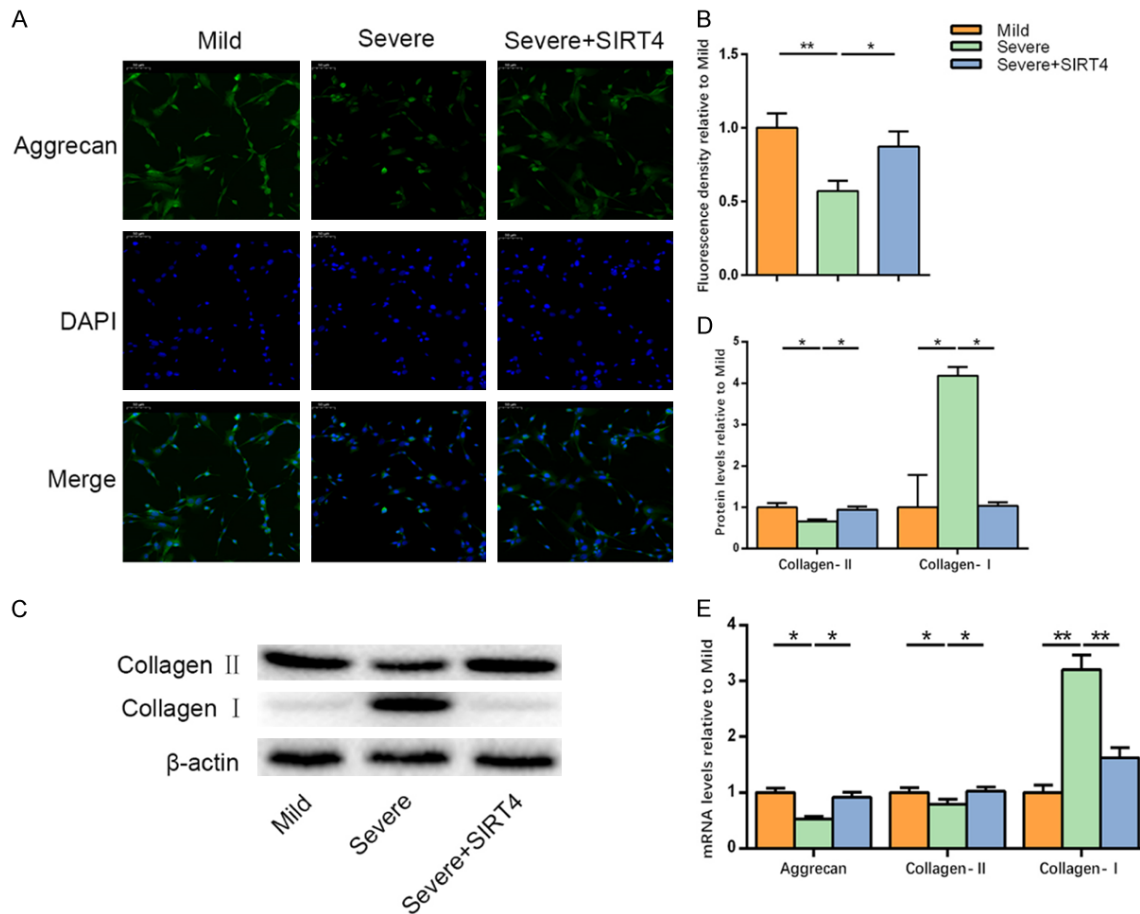 A
Mild Severe Severe+SIRT4
Aggrecan
DAPI
Merge
B
Mild
Severe
Severe+SIRT4
Fluorescence density relative to Mild
1.5
1.0
0.5
0.0
** *
D
Protein levels relative to Mild
5
4
3
2
1
0
* * * *
Collagen-Ⅱ Collagen-Ⅰ
C
Collagen Ⅱ
Collagen Ⅰ
β-actin
Mild Severe Severe+SIRT4
E
mRNA levels relative to Mild
4
3
2
1
0
* * * * ** **
Aggrecan Collagen-Ⅱ Collagen-Ⅰ